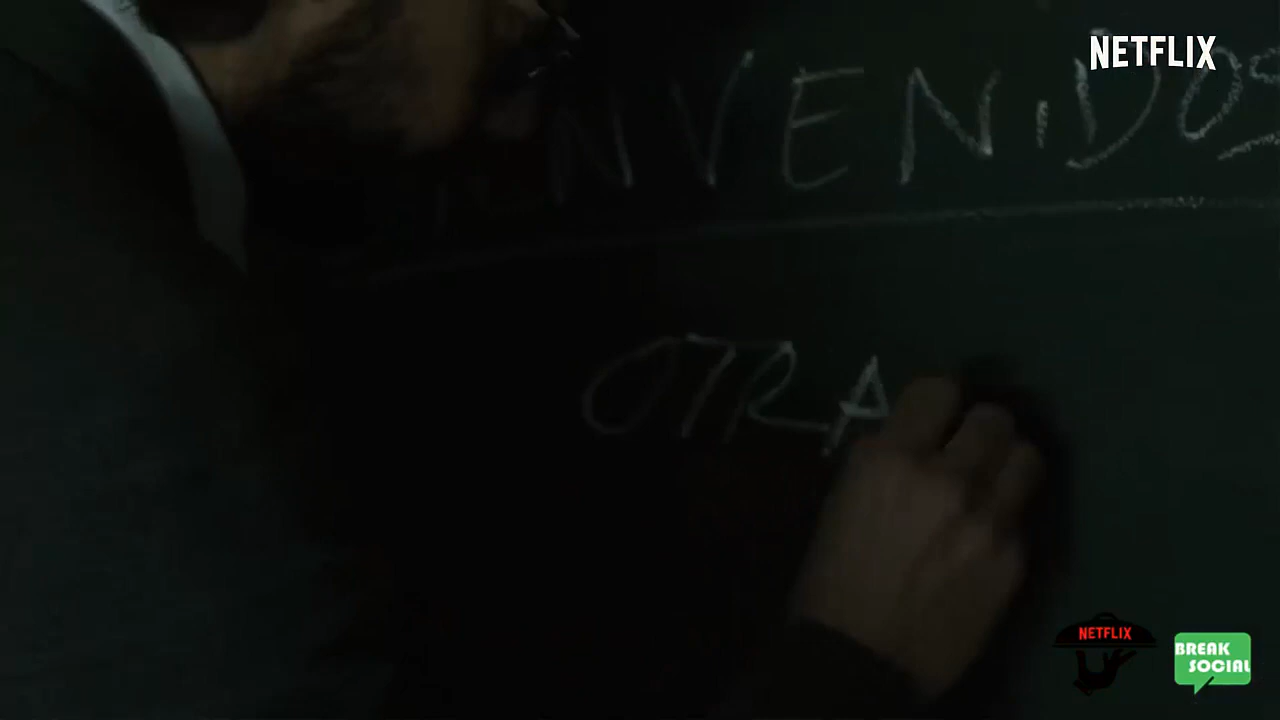 NETFLIX
NVENIDOS
OTRA
NETFLIX
BREAK
SOCIAL